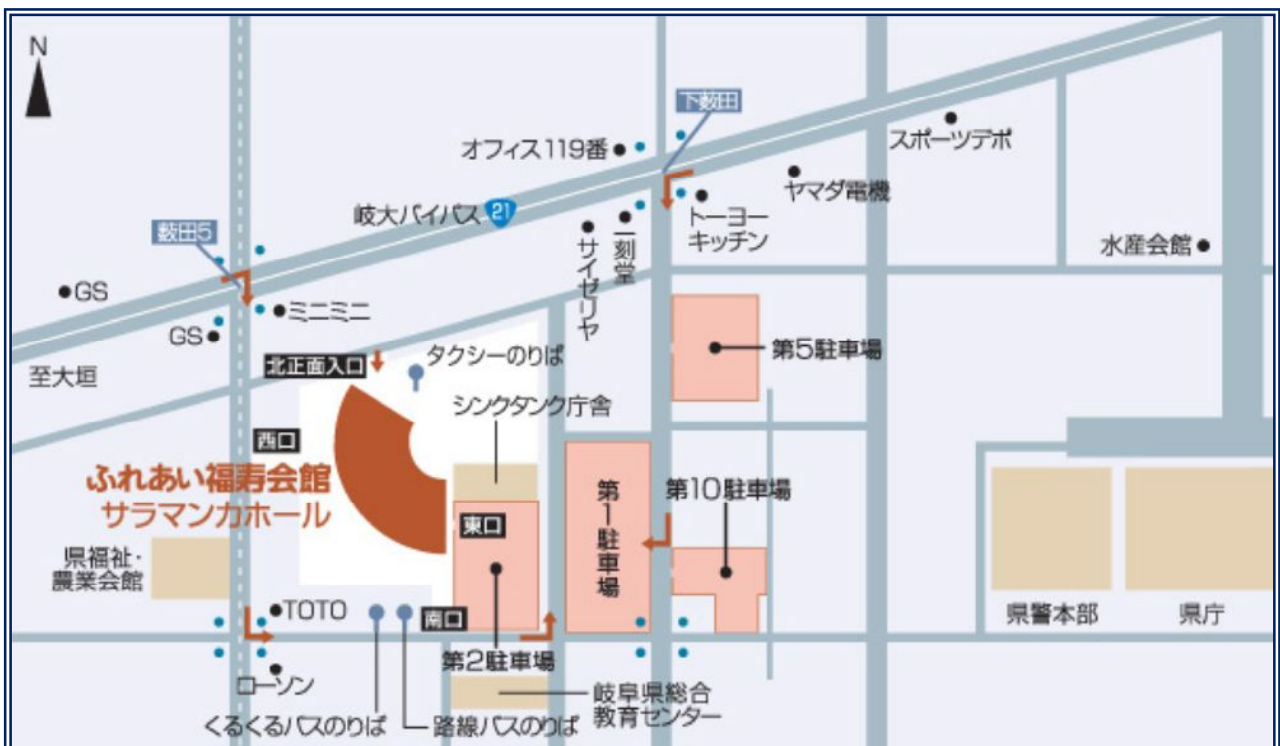 N
下薮田
スポーツデポ
オフィス119番
ヤマダ電機
岐大バイパス
21
トーヨー
キッチン
薮田5
一刻堂
サイゼリヤ
水産会館
GS
ミニミニ
GS
至大垣
北正面入口
タクシーのりば
第5駐車場
シンクタンク庁舎
西口
ふれあい福寿会館
サラマンカホール
第1駐車場
第10駐車場
東口
県福祉・
農業会館
TOTO
南口
県警本部
県庁
第2駐車場
ローソン
岐阜県総合
教育センター
くるくるバスのりば
路線バスのりば